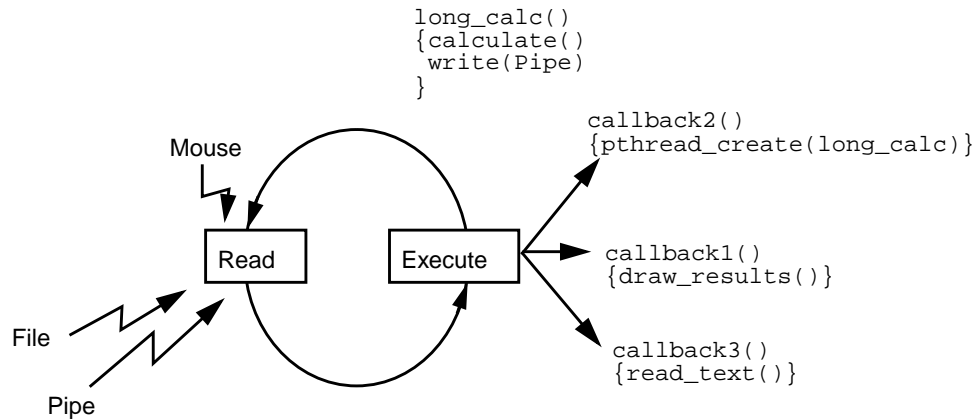 long_calc()
{calculate()
write(Pipe)
}
callback2()
{pthread_create(long_calc)}
Mouse
Read
Execute
callback1()
{draw_results()}
File
callback3()
{read_text()}
Pipe